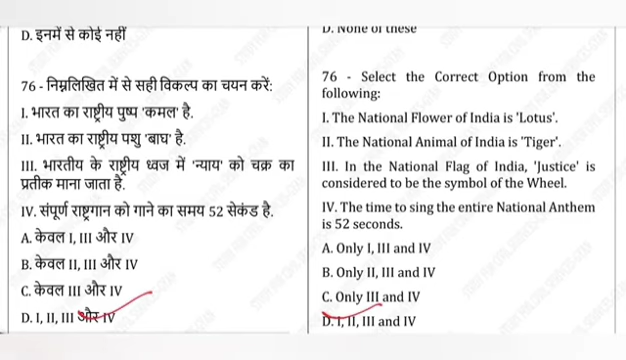 D. इनमें से कोई नहीं
76 - निम्नलिखित में से सही विकल्प का चयन करें:
I. भारत का राष्ट्रीय पुष्प 'कमल' है.
II. भारत का राष्ट्रीय पशु 'बाघ' है.
III. भारतीय के राष्ट्रीय ध्वज में 'न्याय' को चक्र का
प्रतीक माना जाता है.
IV. संपूर्ण राष्ट्रगान को गाने का समय 52 सेकंड है.
A. केवल I, III और IV
B. केवल II, III और IV
C. केवल III और IV
D. I, II, III और IV
D. None of these
76 - Select the Correct Option from the
following:
I. The National Flower of India is 'Lotus'.
II. The National Animal of India is 'Tiger'.
III. In the National Flag of India, 'Justice' is
considered to be the symbol of the Wheel.
IV. The time to sing the entire National Anthem
is 52 seconds.
A. Only I, III and IV
B. Only II, III and IV
C. Only III and IV
D. I, II, III and IV